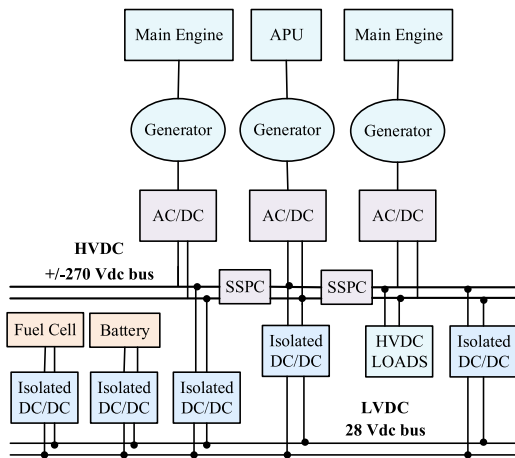 Main Engine
APU
Main Engine
Generator
Generator
Generator
AC/DC
AC/DC
AC/DC
HVDC
+/-270 Vdc bus
SSPC
SSPC
Fuel Cell
Battery
Isolated
DC/DC
HVDC
LOADS
Isolated
DC/DC
Isolated
DC/DC
Isolated
DC/DC
Isolated
DC/DC
LVDC
28 Vdc bus